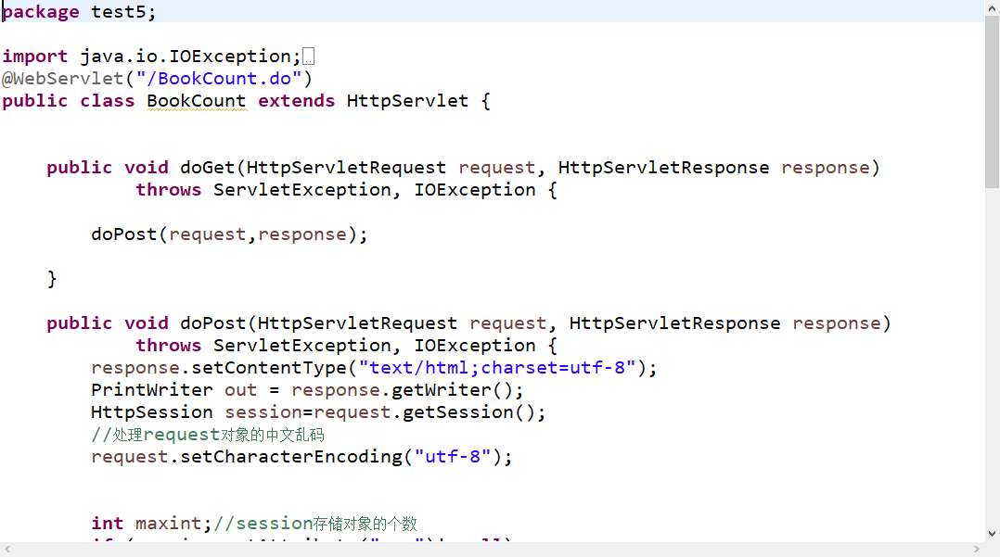 package test5;
import java.io.IOException;
@WebServlet("/BookCount.do")
public class BookCount extends HttpServlet {
public void doGet(HttpServletRequest request, HttpServletResponse response)
throws ServletException, IOException {
doPost(request,response);
}
public void doPost(HttpServletRequest request, HttpServletResponse response)
throws ServletException, IOException {
response.setContentType("text/html;charset=utf-8");
PrintWriter out = response.getWriter();
HttpSession session=request.getSession();
//处理request对象的中文乱码
request.setCharacterEncoding("utf-8");
int maxint;//session存储对象的个数